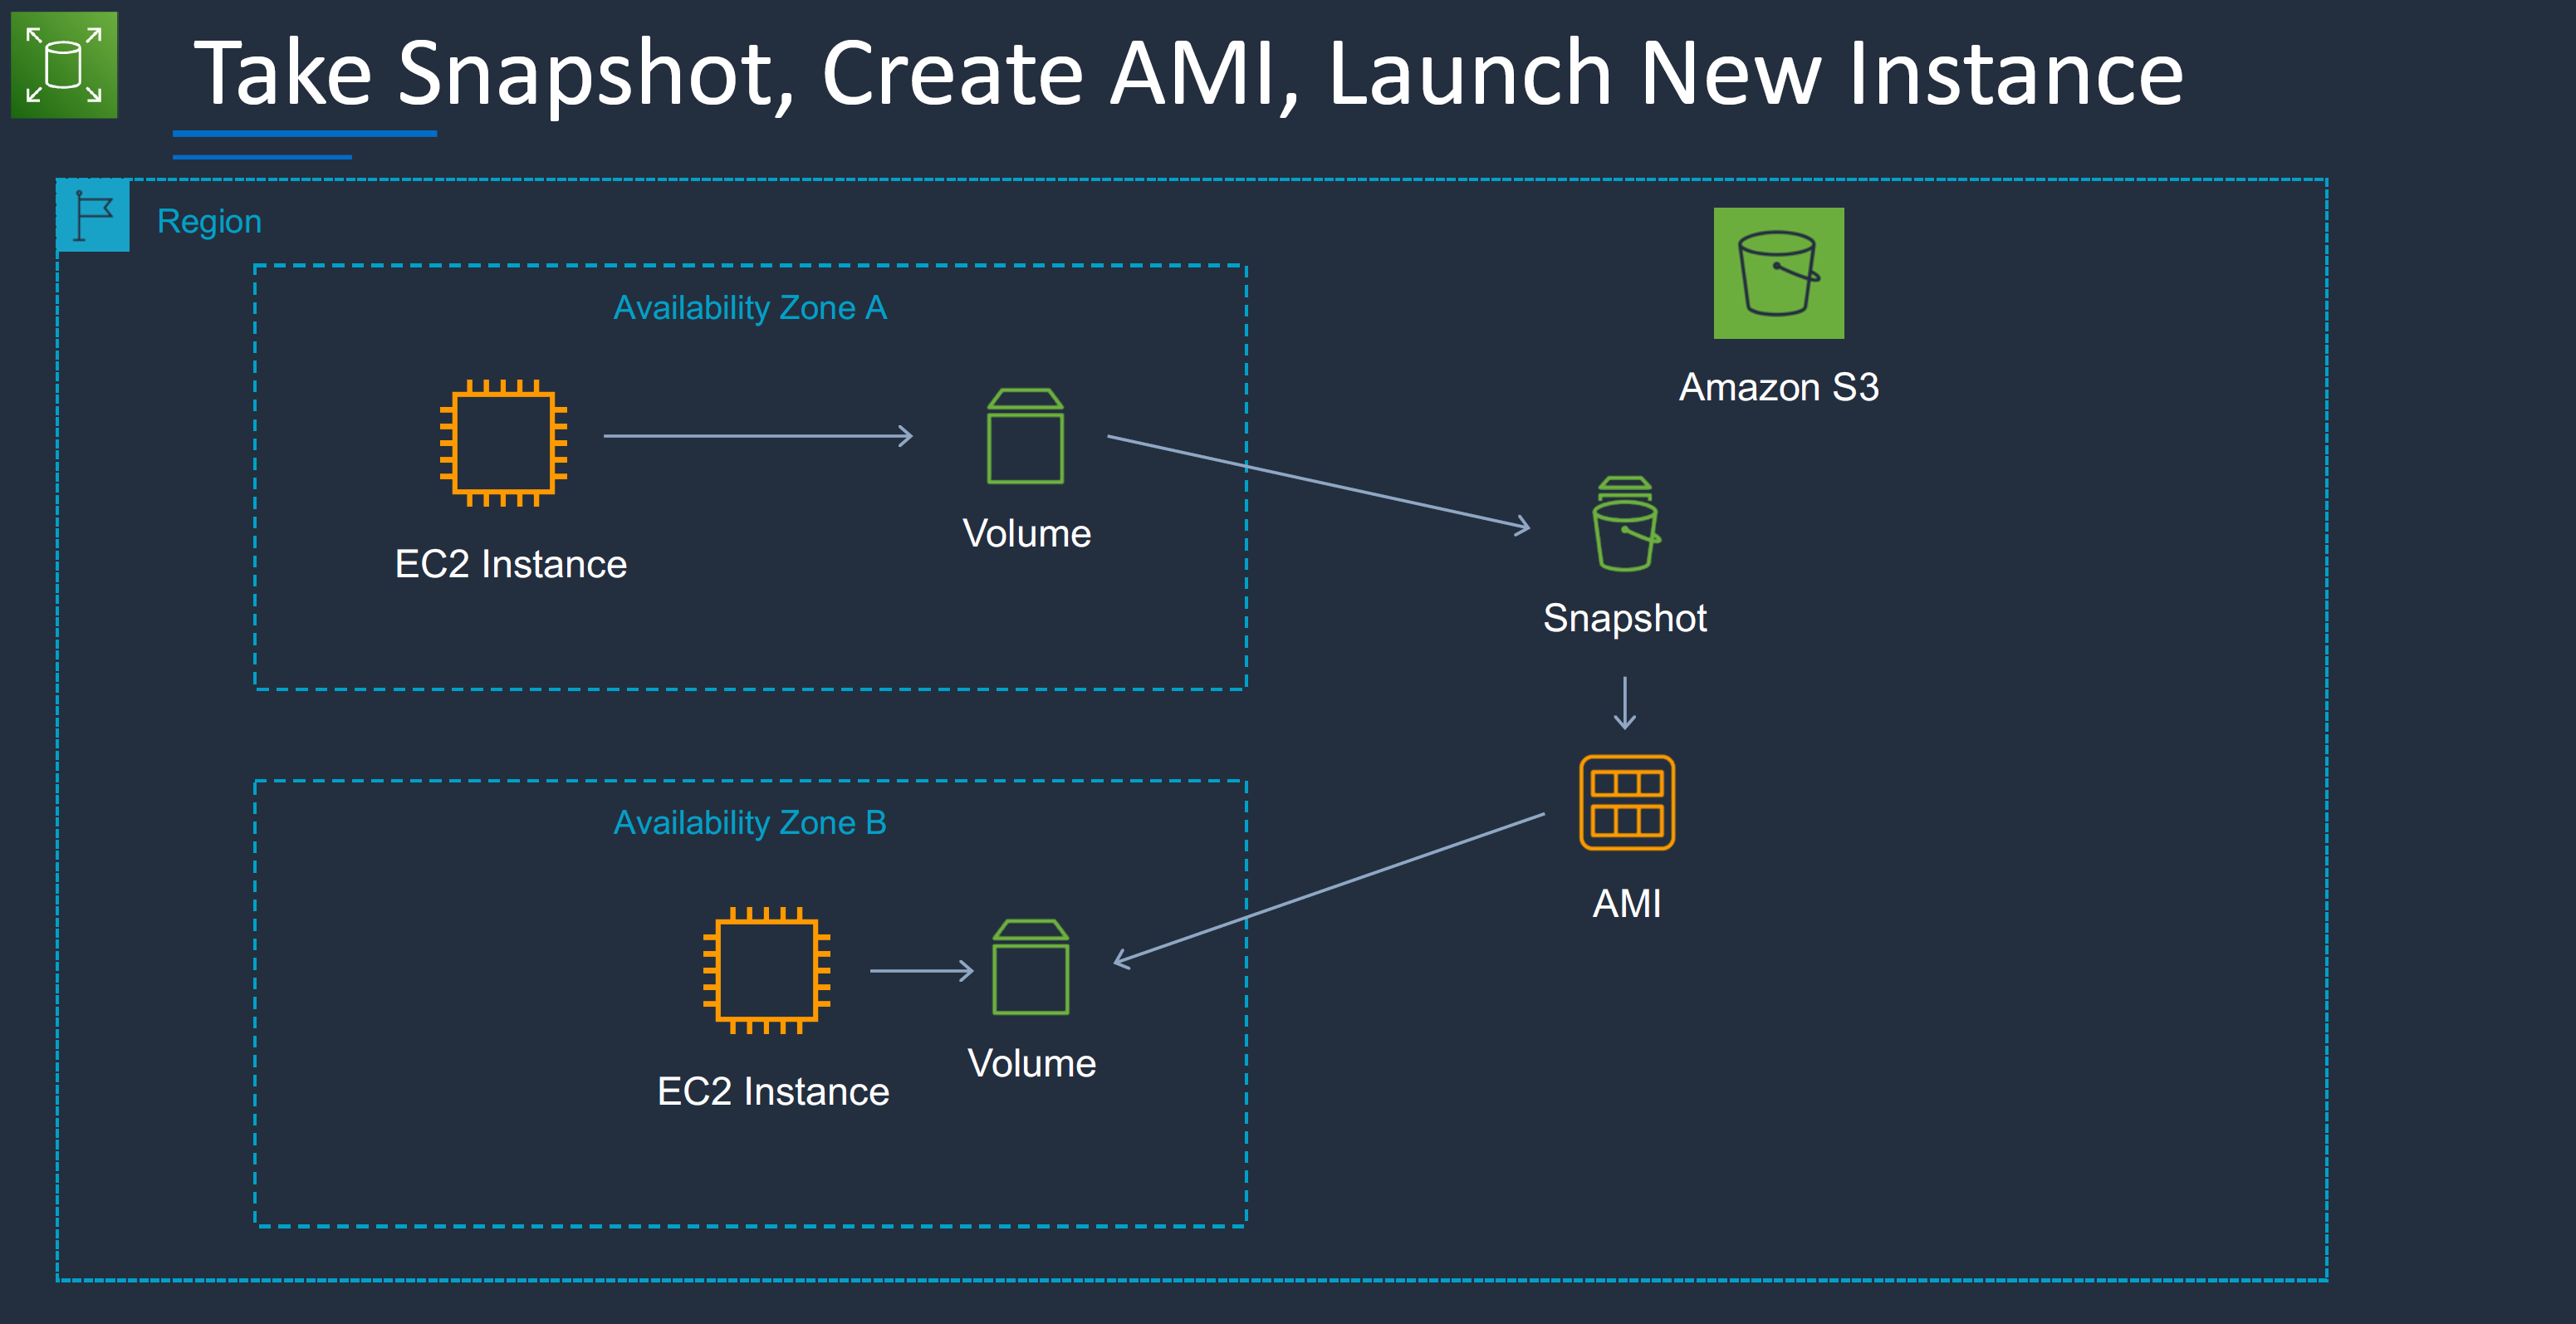 Take Snapshot, Create AMI, Launch New Instance
Region
Availability Zone A
Amazon S3
EC2 Instance
Volume
Snapshot
Availability Zone B
AMI
EC2 Instance
Volume